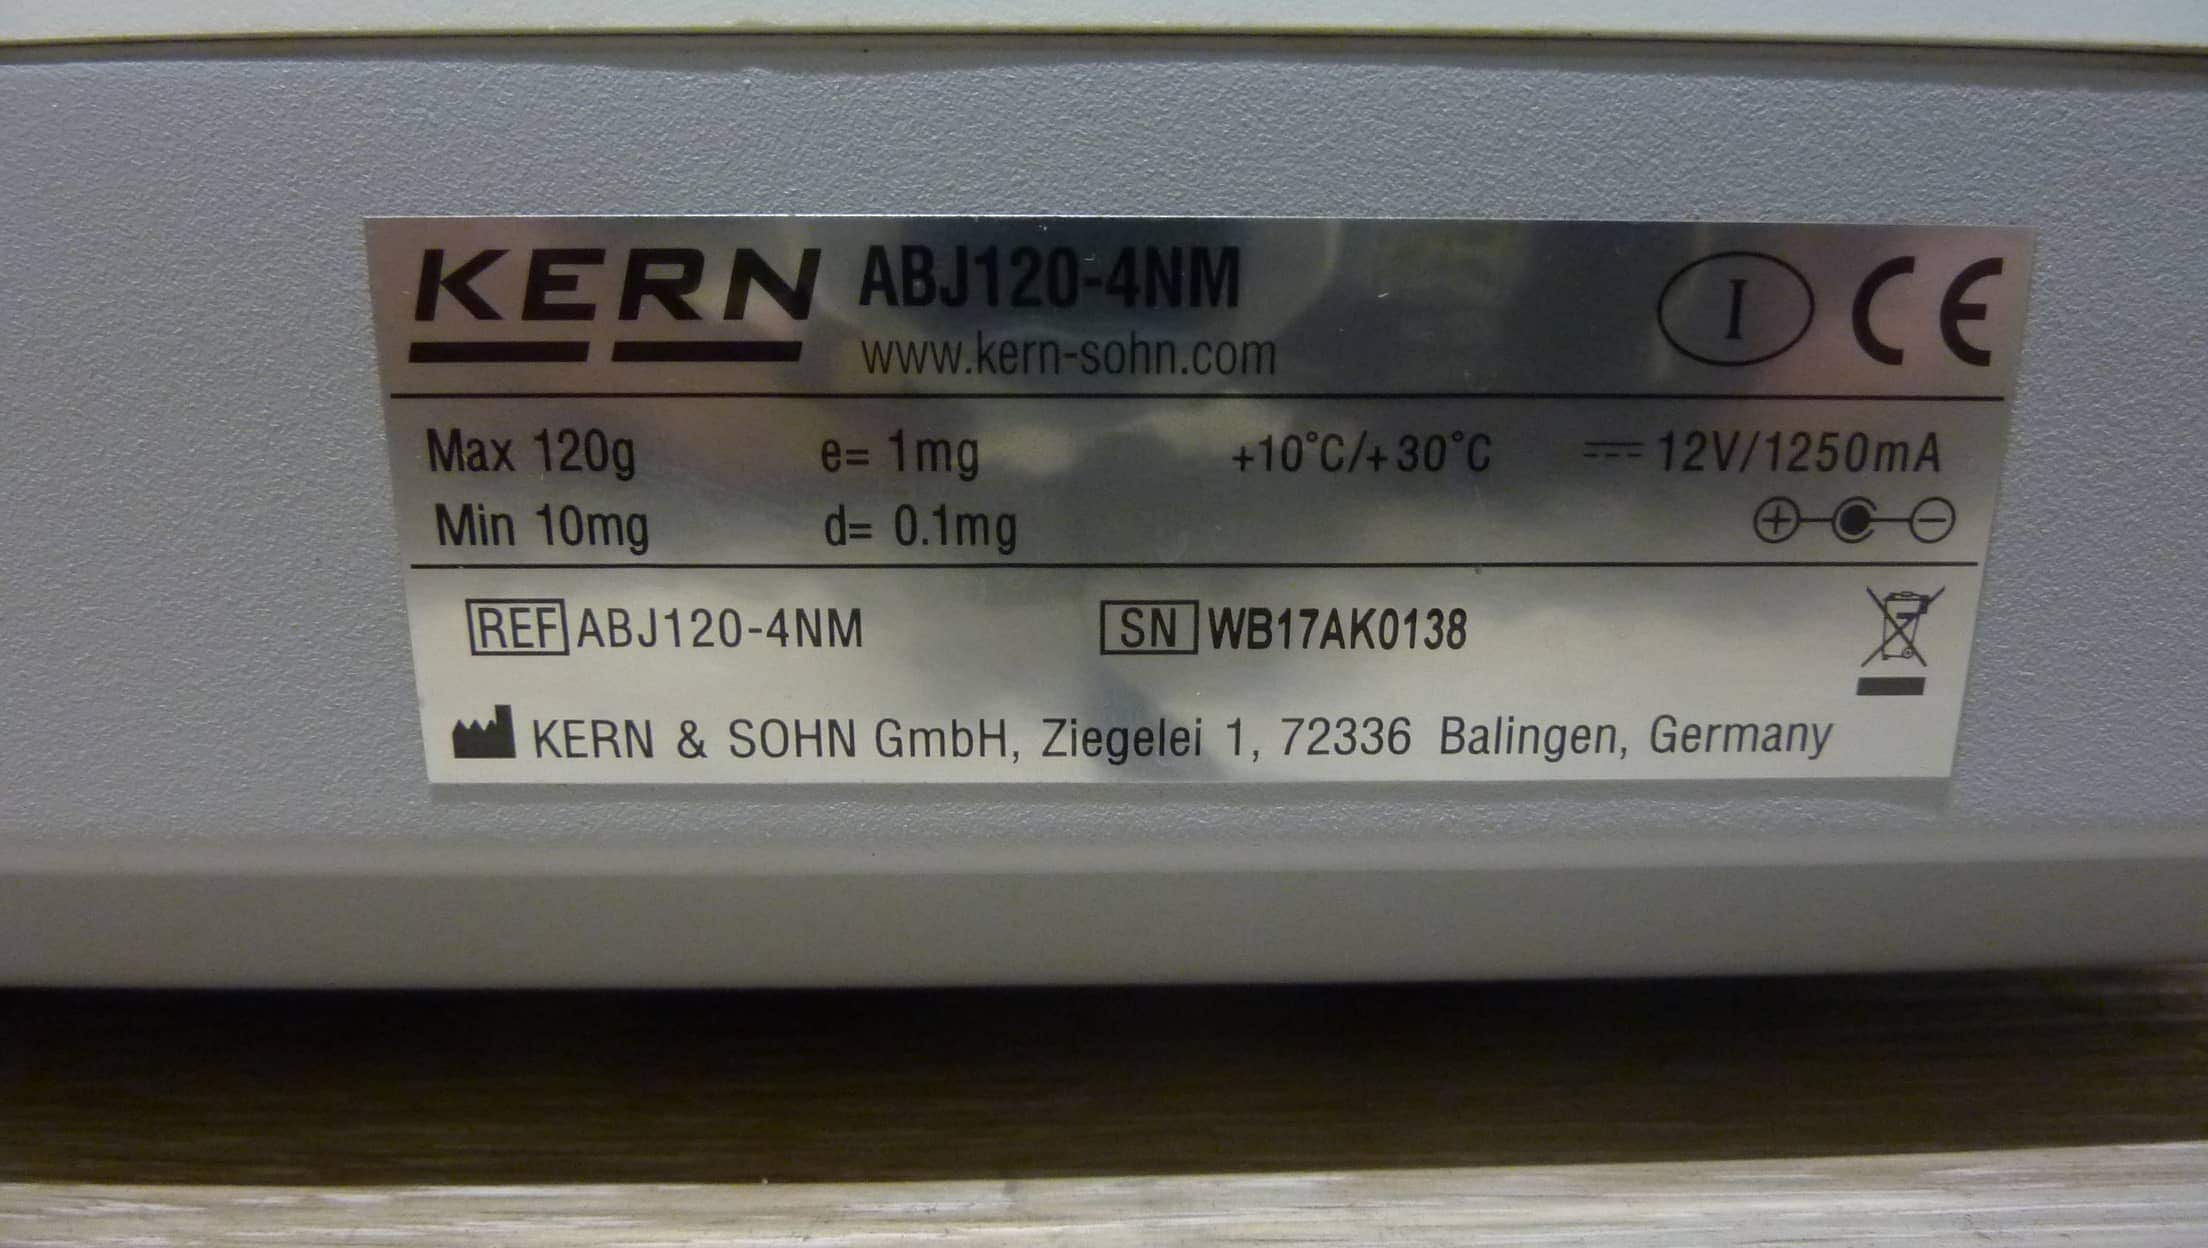 KERN ABJ120-4NM I CE
www.kern-sohn.com
Max 120g e= 1mg +10°C/+30°C 12V/1250mA
Min 10mg d= 0.1mg
REF ABJ120-4NM SN WB17AK0138
KERN & SOHN GmbH, Ziegelei 1, 72336 Balingen, Germany